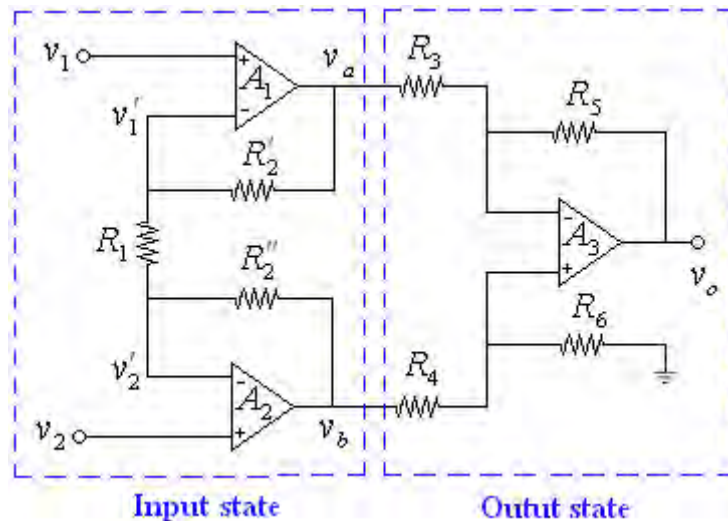 v₁
A₁
+
-
vₐ
R₃
R₅
v₁′
R₂′
R₁
A₃
-
+
vₒ
R₂″
R₆
v₂′
-
A₂
+
R₄
v_b
v₂
Input state
Outut state